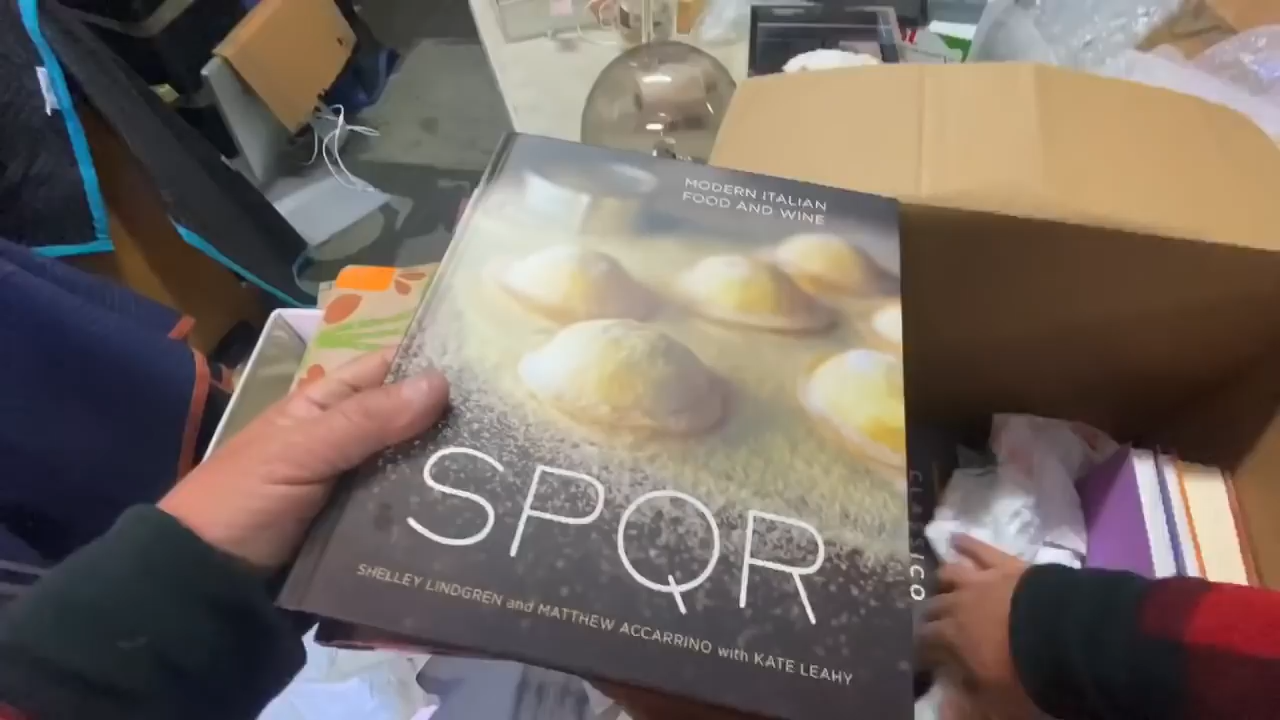 MODERN ITALIAN
FOOD AND WINE
SPQR
SHELLEY LINDGREN and MATTHEW ACCARRINO with KATE LEAHY